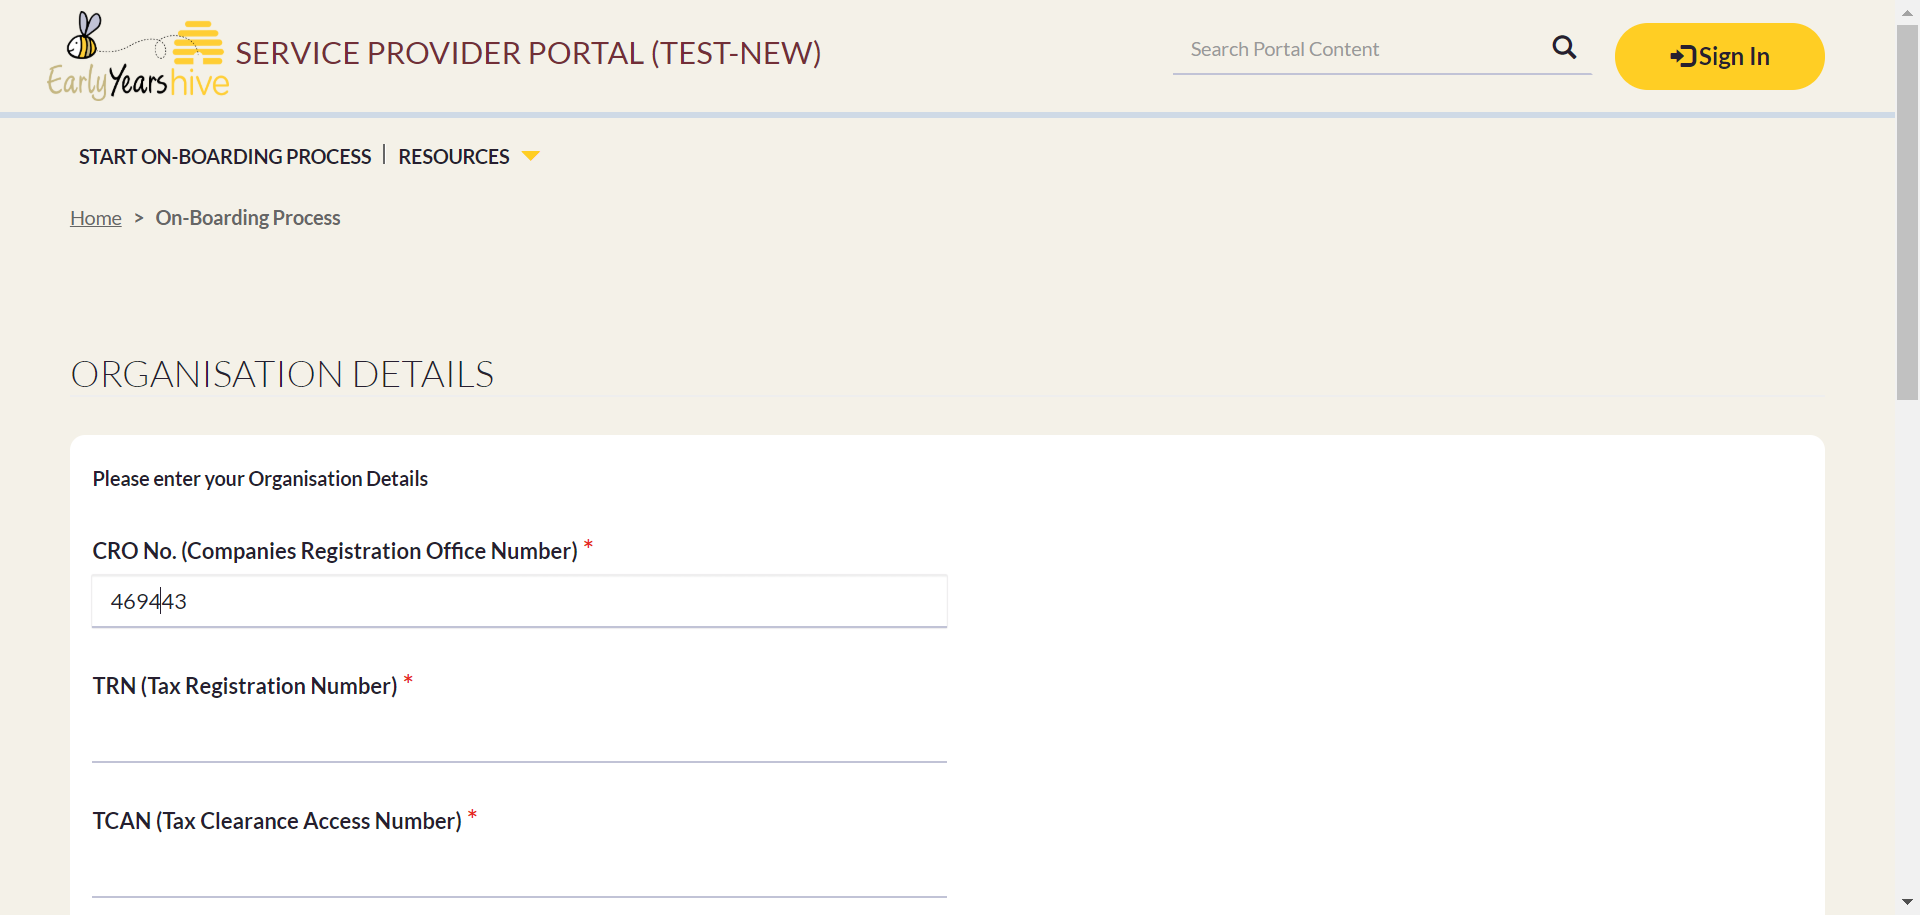 Early Years hive
SERVICE PROVIDER PORTAL (TEST-NEW)
Search Portal Content
Sign In
START ON-BOARDING PROCESS | RESOURCES
Home > On-Boarding Process
ORGANISATION DETAILS
Please enter your Organisation Details
CRO No. (Companies Registration Office Number) *
469443
TRN (Tax Registration Number) *
TCAN (Tax Clearance Access Number) *